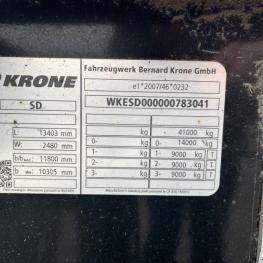 KRONE
Fahrzeugwerk Bernard Krone GmbH
e1*2007/46*0232
SD
WKESD000000783041
L: 13403 mm
W: 2480 mm
11800 mm
10305 mm
kg - 41000 kg
0- kg 0- 14000 kg
1- kg 1- 9000 kg T
2- kg 2- 9000 kg T
3- kg 3- 9000 kg T